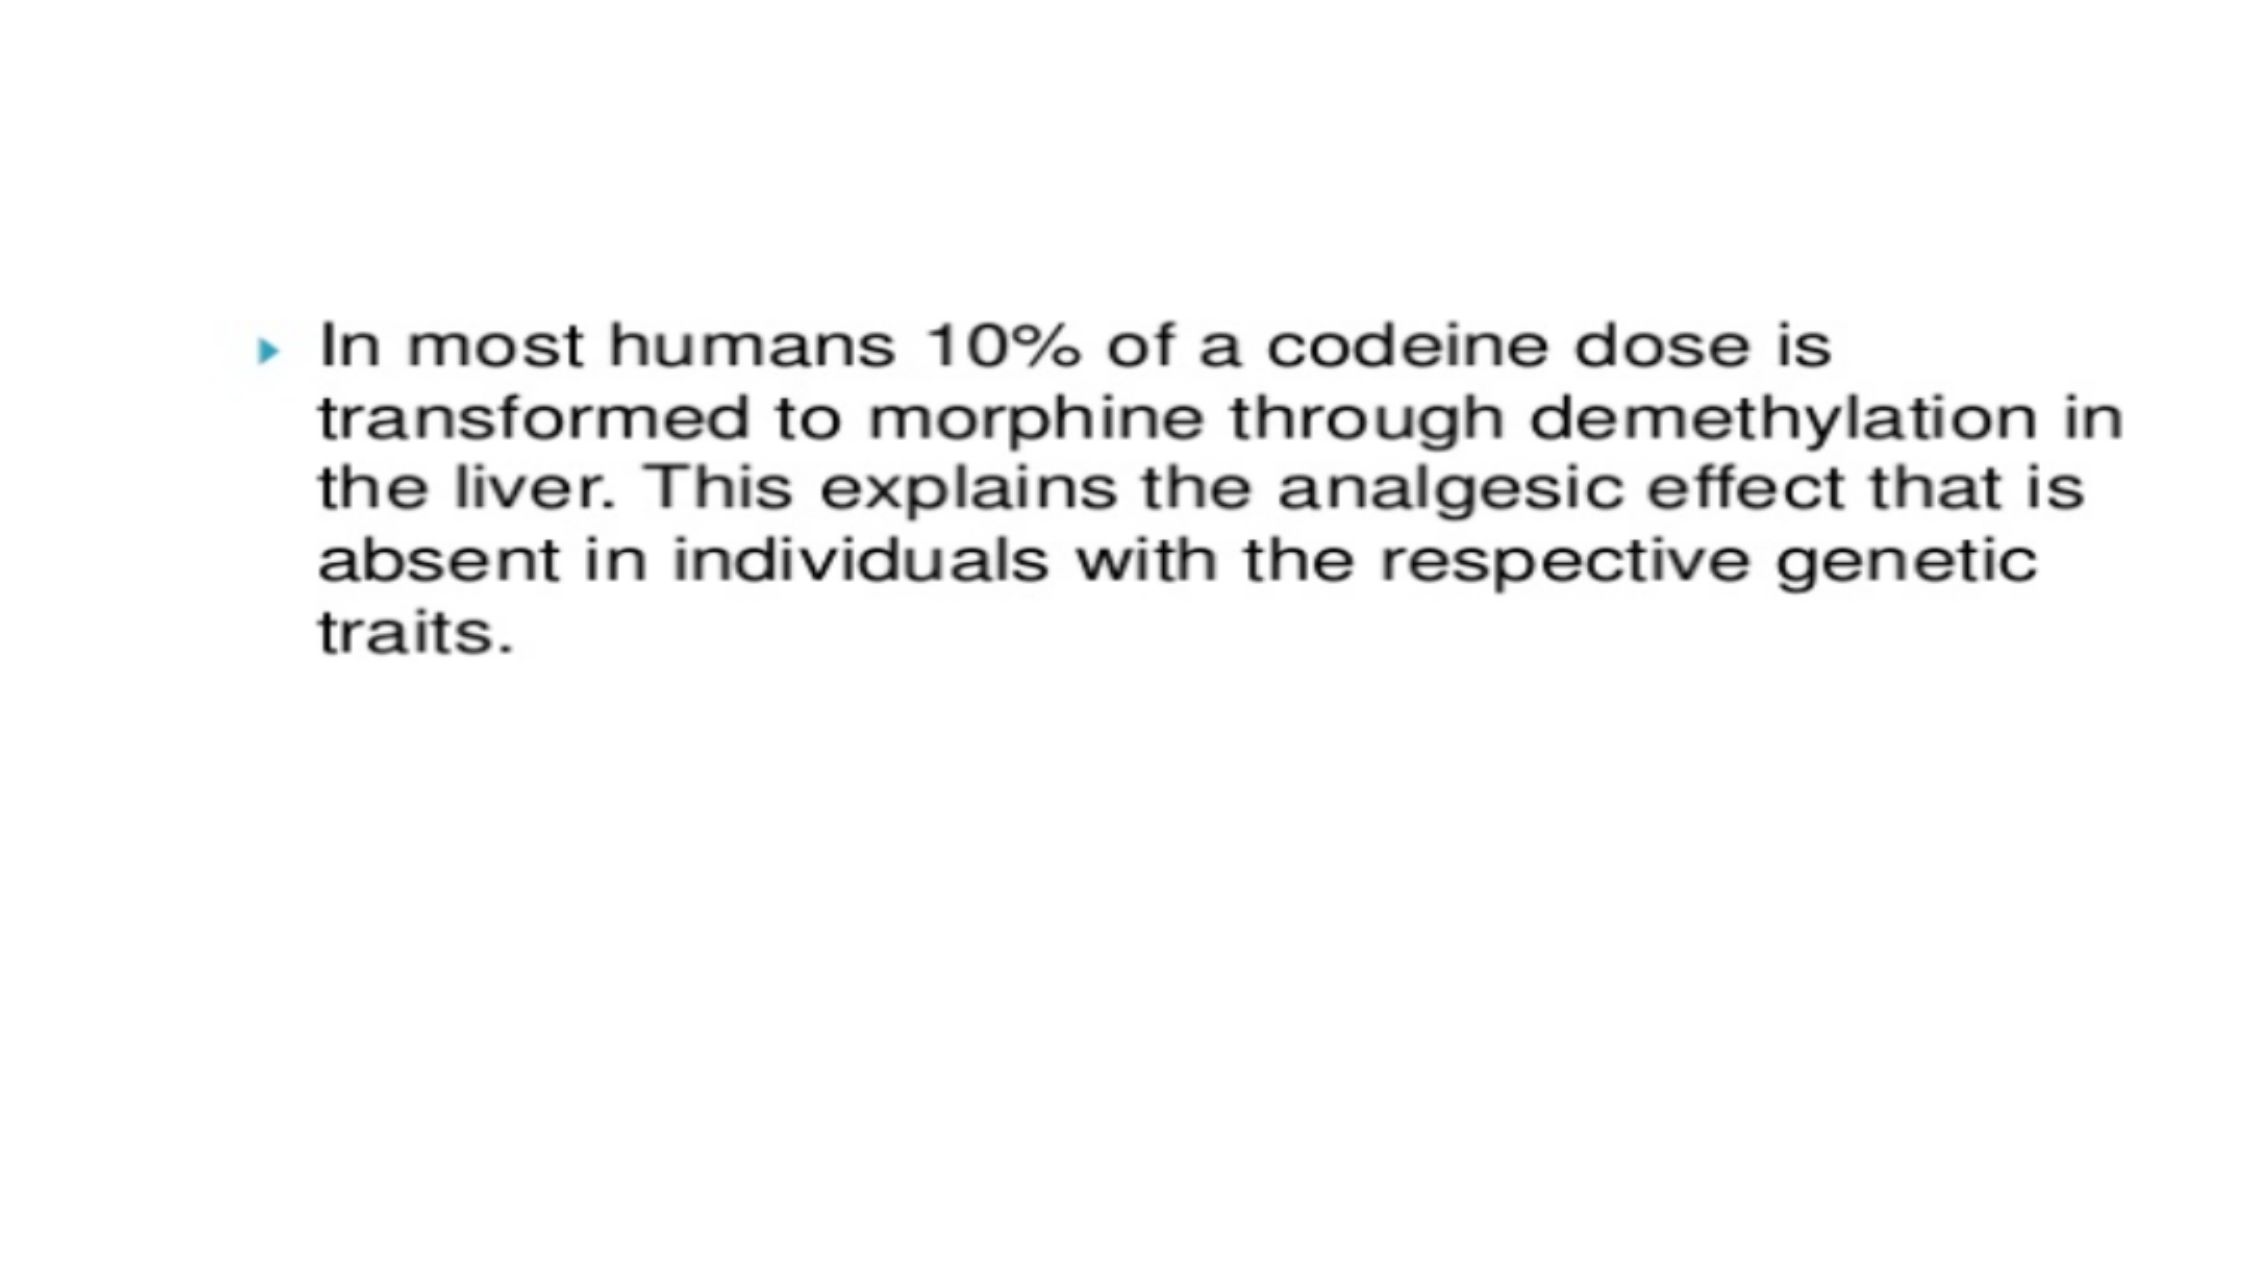 In most humans 10% of a codeine dose is
transformed to morphine through demethylation in
the liver. This explains the analgesic effect that is
absent in individuals with the respective genetic
traits.